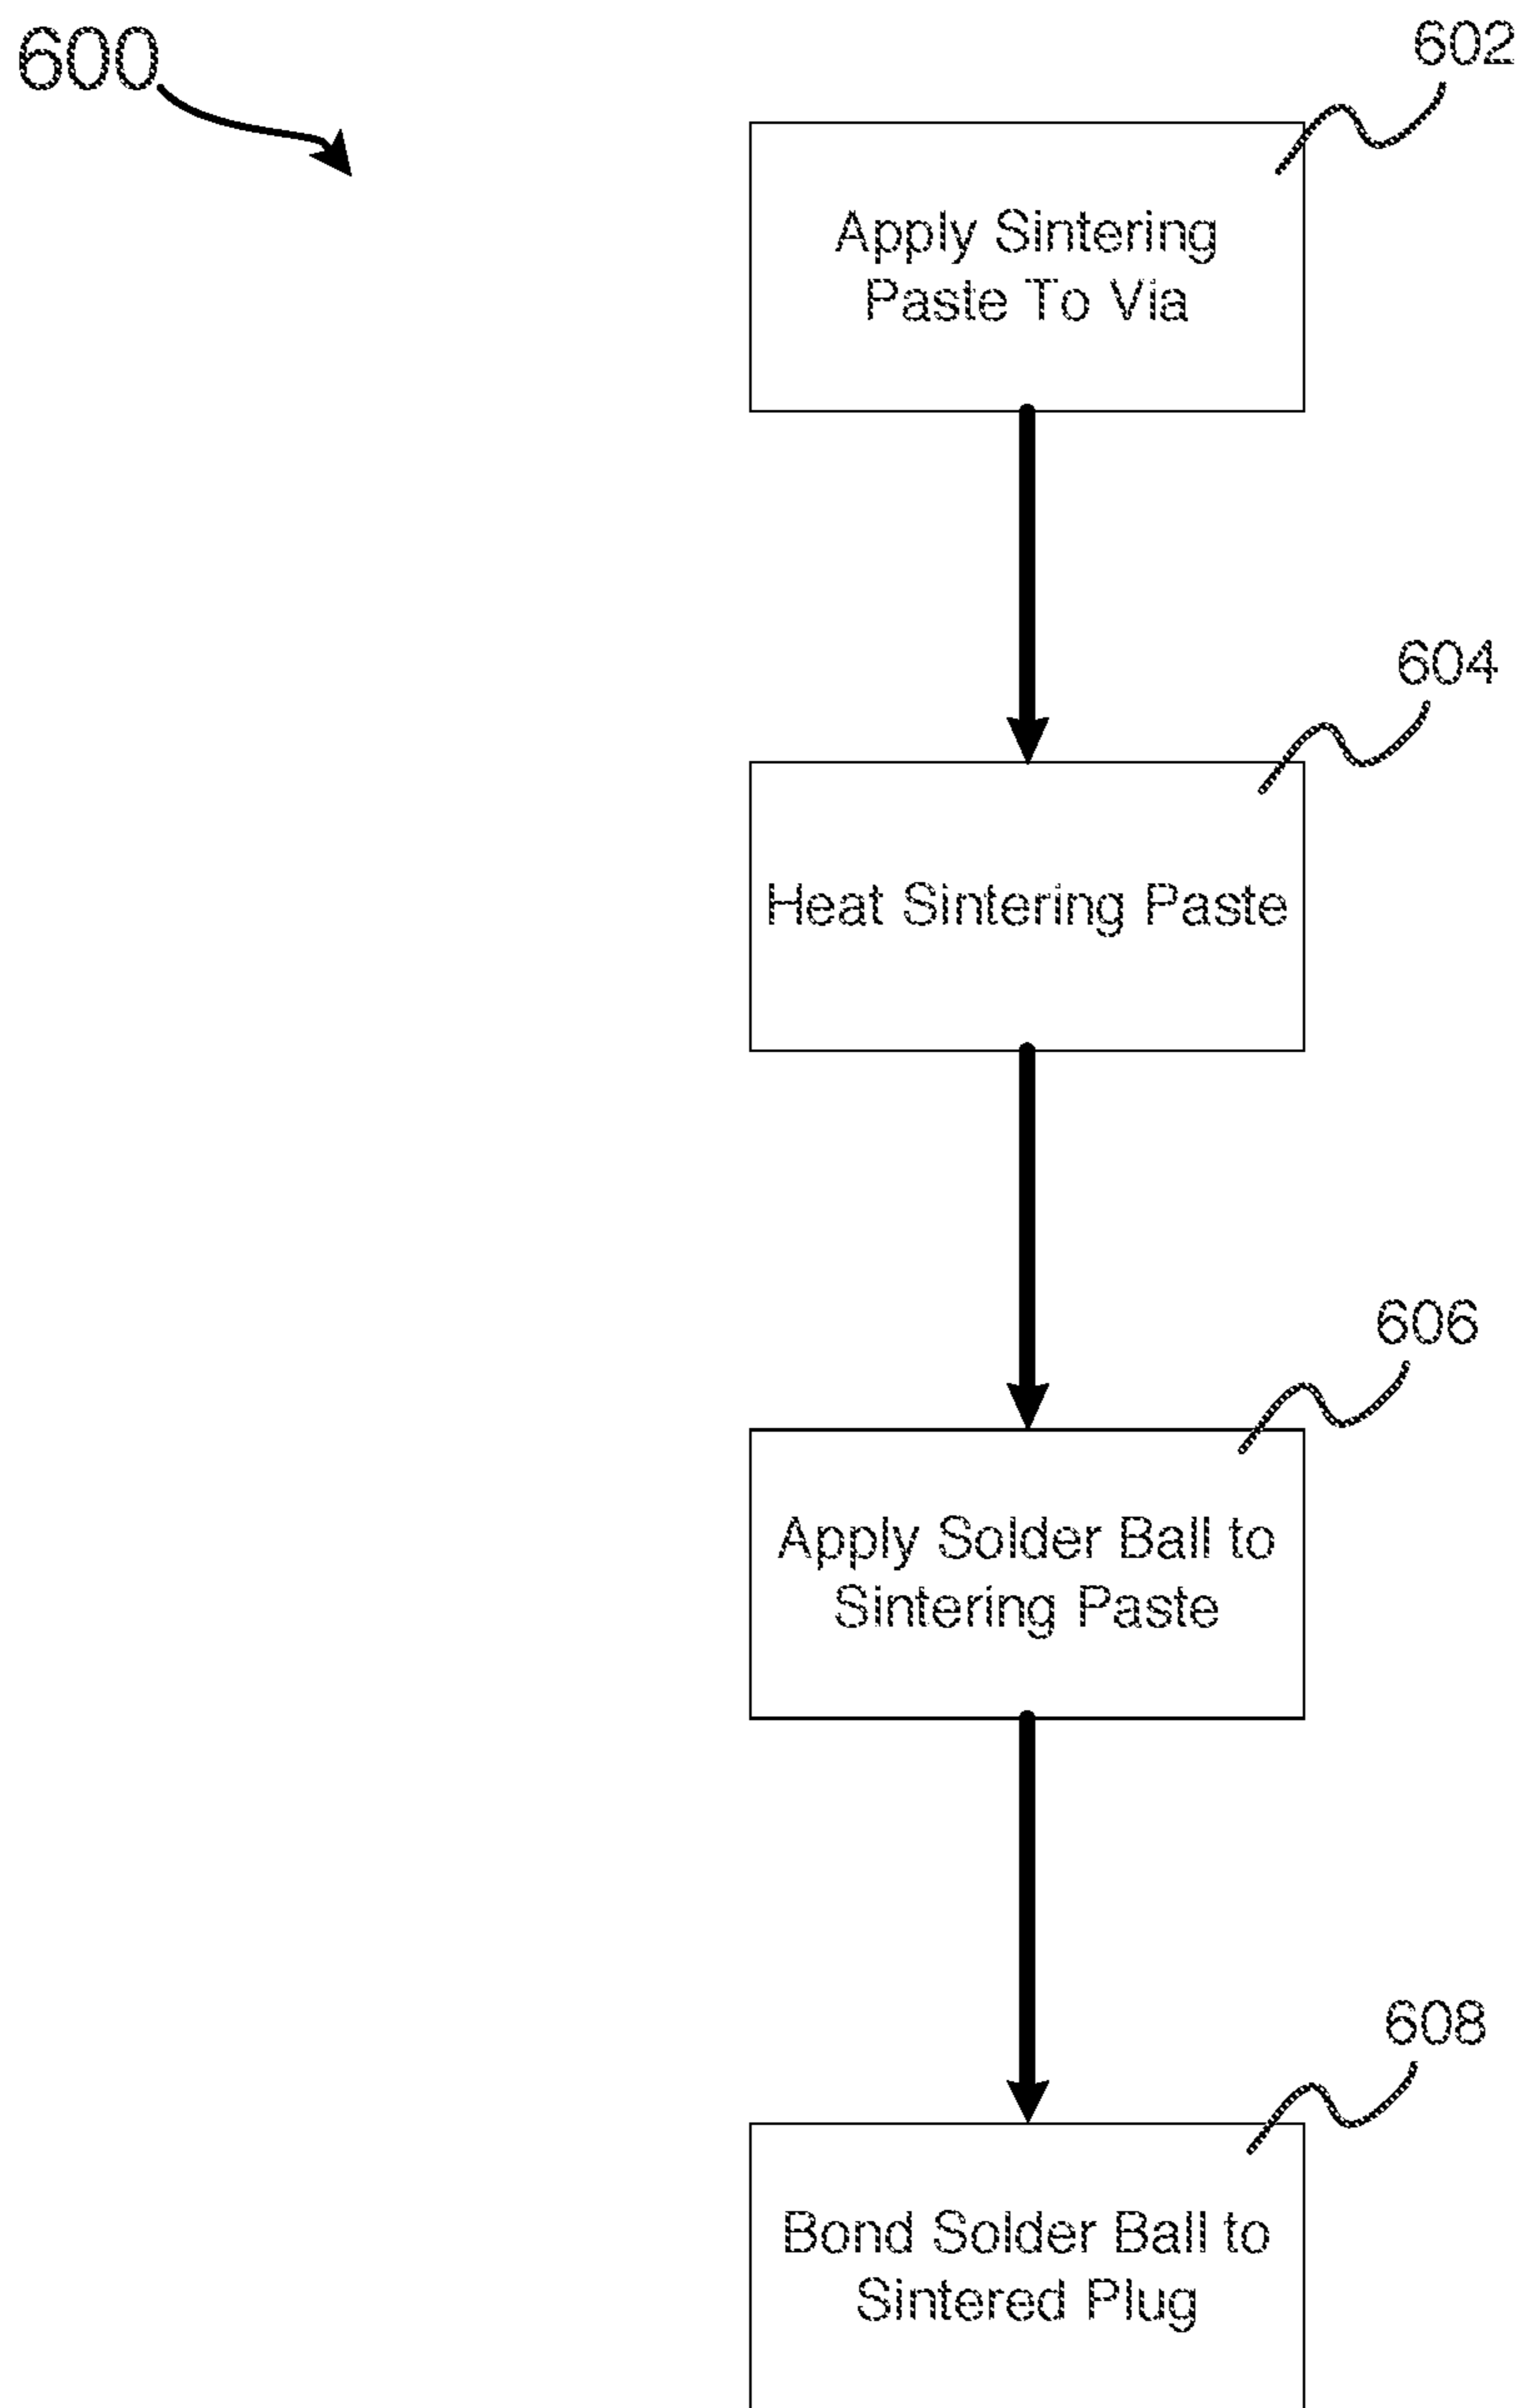 600
602
Apply Sintering
Paste To Via
604
Heat Sintering Paste
606
Apply Solder Ball to
Sintering Paste
608
Bond Solder Ball to
Sintered Plug